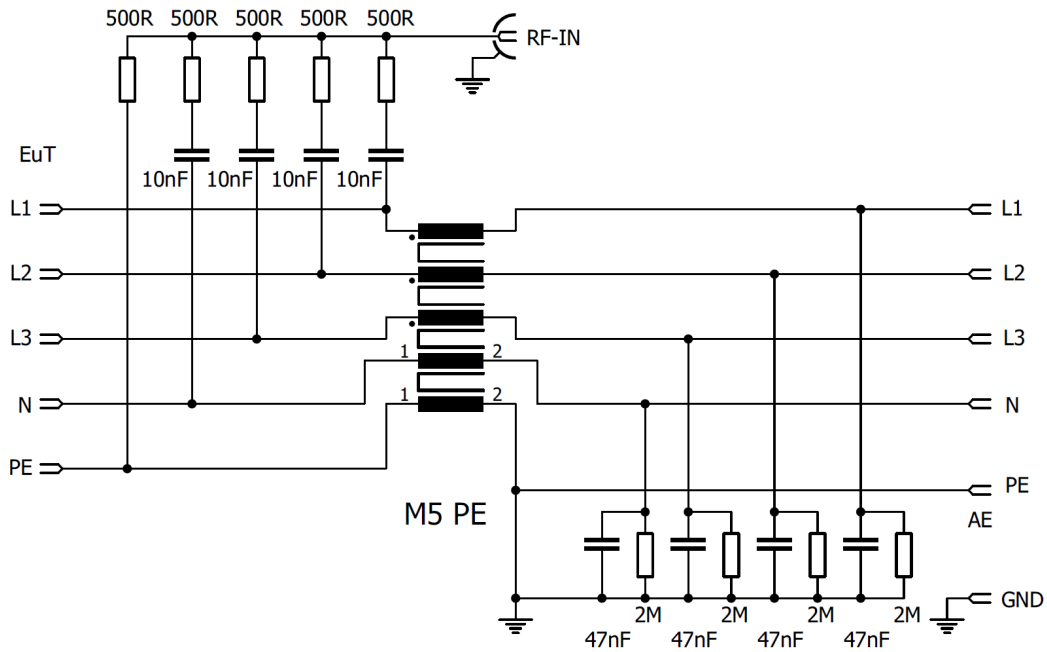 500R 500R 500R 500R 500R
RF-IN
EuT
10nF 10nF 10nF 10nF
L1 L1
L2 L2
L3 L3
1 2
N N
1 2
PE PE
M5 PE
AE
GND
2M 2M 2M 2M
47nF 47nF 47nF 47nF